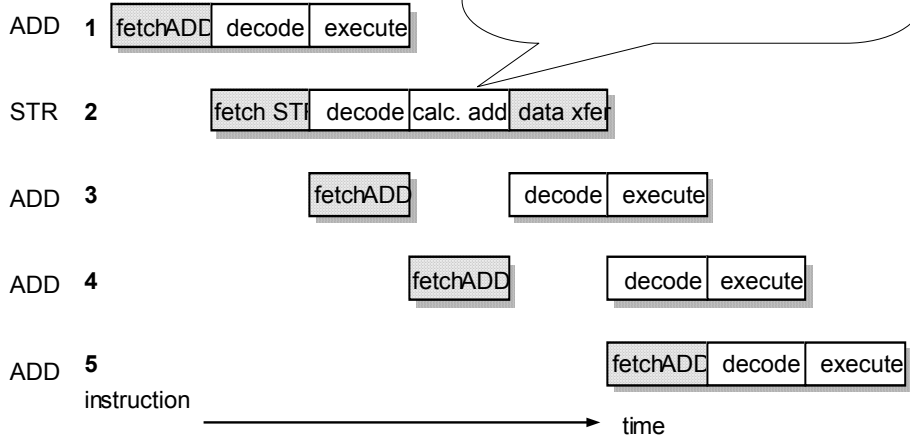 ADD 1 fetchADD decode execute
STR 2 fetch STR decode calc. add data xfer
ADD 3 fetchADD decode execute
ADD 4 fetchADD decode execute
ADD 5 fetchADD decode execute
instruction
time